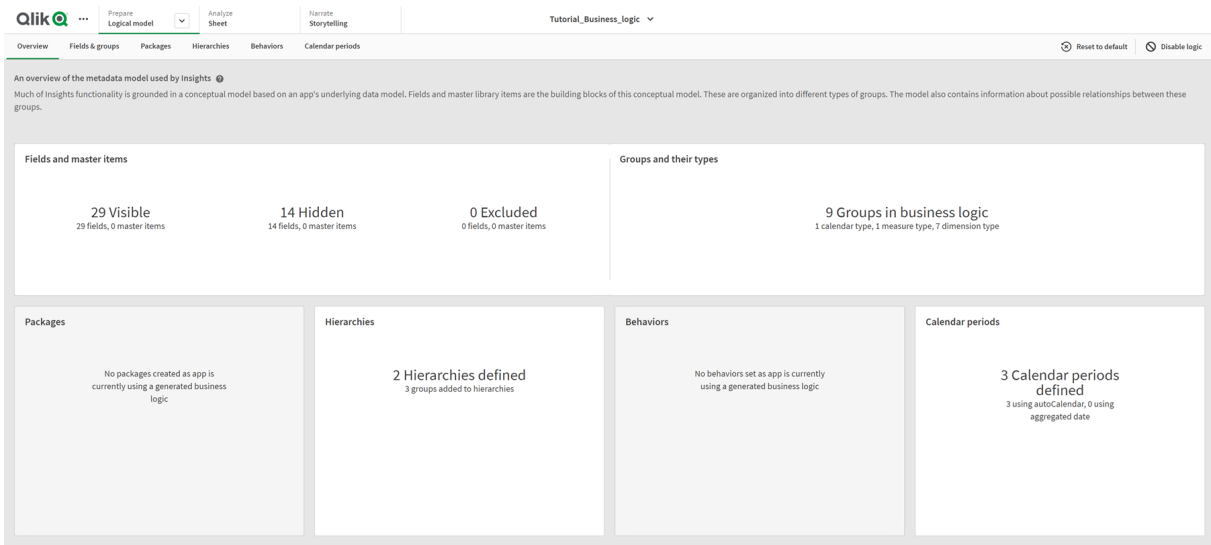 Qlik
Prepare
Logical model
Analyze
Sheet
Narrate
Storytelling
Tutorial_Business_logic
Overview
Fields & groups
Packages
Hierarchies
Behaviors
Calendar periods
Reset to default
Disable logic
An overview of the metadata model used by Insights
Much of Insights functionality is grounded in a conceptual model based on an app's underlying data model. Fields and master library items are the building blocks of this conceptual model. These are organized into different types of groups. The model also contains information about possible relationships between these
groups.
Fields and master items
29 Visible
29 fields, 0 master items
14 Hidden
14 fields, 0 master items
0 Excluded
0 fields, 0 master items
Groups and their types
9 Groups in business logic
1 calendar type, 1 measure type, 7 dimension type
Packages
No packages created as app is
currently using a generated business
logic
Hierarchies
2 Hierarchies defined
3 groups added to hierarchies
Behaviors
No behaviors set as app is currently
using a generated business logic
Calendar periods
3 Calendar periods
defined
3 using autoCalendar, 0 using
aggregated date